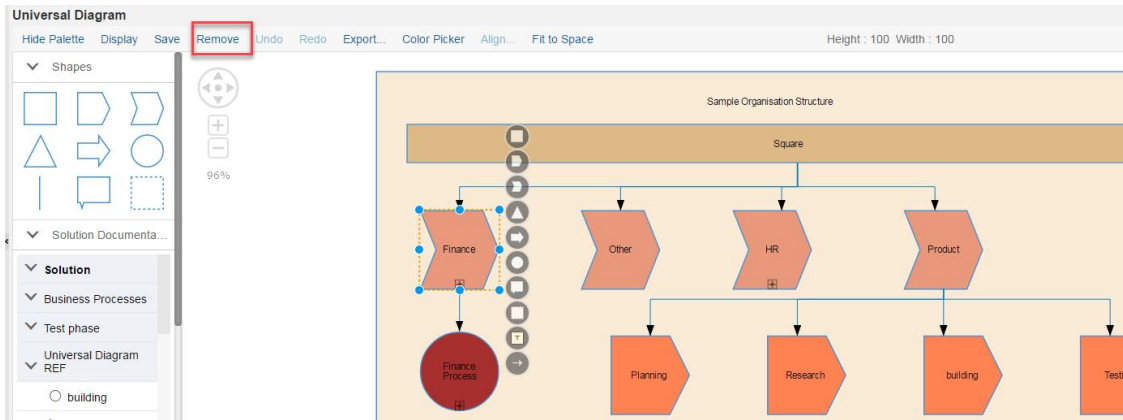 Universal Diagram
Hide Palette Display Save Remove Undo Redo Export... Color Picker Align... Fit to Space Height : 100 Width : 100
Shapes
96%
Solution Documenta...
Solution
Business Processes
Test phase
Universal Diagram
REF
building
Sample Organisation Structure
Square
Finance Other HR Product
Finance
Process
Planning Research building Testi
T